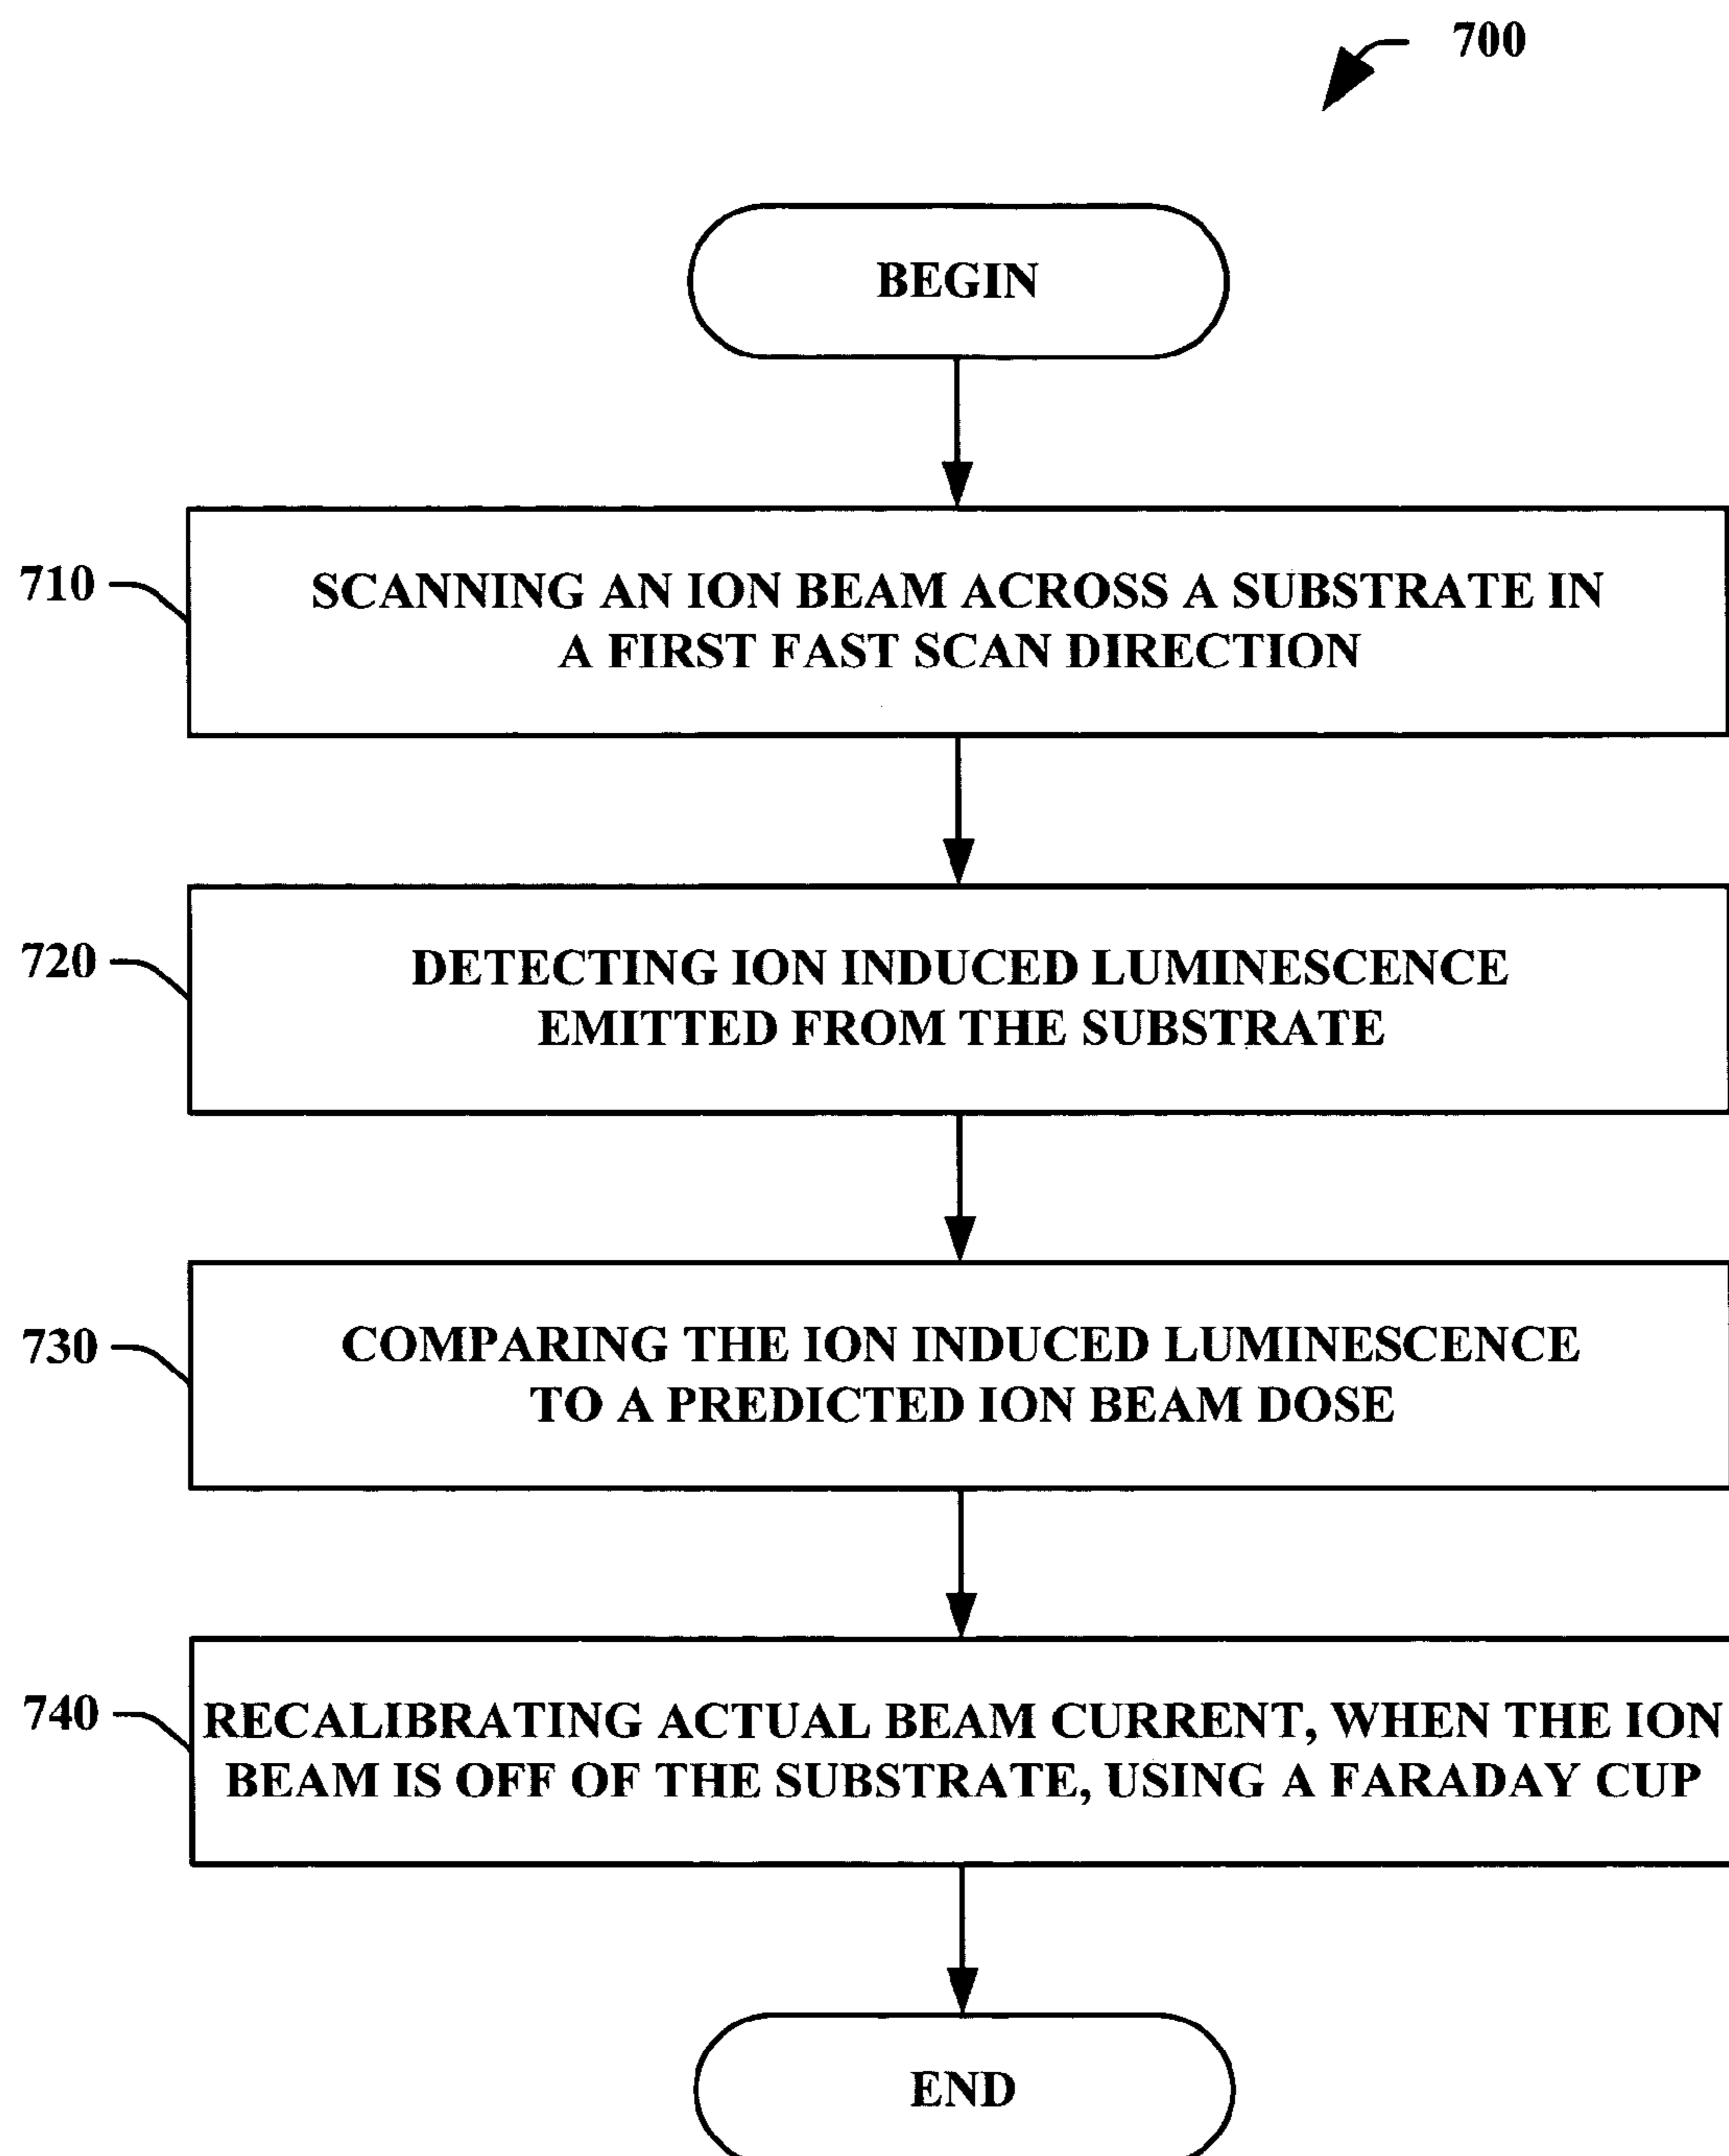 700
BEGIN
710
SCANNING AN ION BEAM ACROSS A SUBSTRATE IN
A FIRST FAST SCAN DIRECTION
720
DETECTING ION INDUCED LUMINESCENCE
EMITTED FROM THE SUBSTRATE
730
COMPARING THE ION INDUCED LUMINESCENCE
TO A PREDICTED ION BEAM DOSE
740
RECALIBRATING ACTUAL BEAM CURRENT, WHEN THE ION
BEAM IS OFF OF THE SUBSTRATE, USING A FARADAY CUP
END